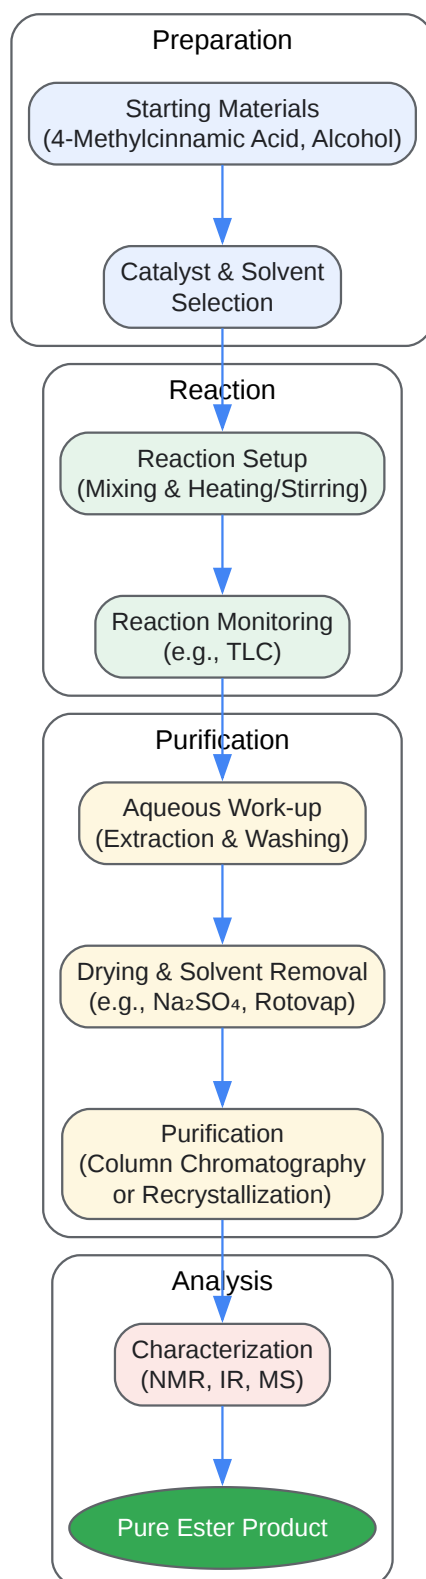 Preparation
Starting Materials
(4-Methylcinnamic Acid, Alcohol)
Catalyst & Solvent
Selection
Reaction
Reaction Setup
(Mixing & Heating/Stirring)
Reaction Monitoring
(e.g., TLC)
Purification
Aqueous Work-up
(Extraction & Washing)
Drying & Solvent Removal
(e.g., Na₂SO₄, Rotovap)
Purification
(Column Chromatography
or Recrystallization)
Analysis
Characterization
(NMR, IR, MS)
Pure Ester Product